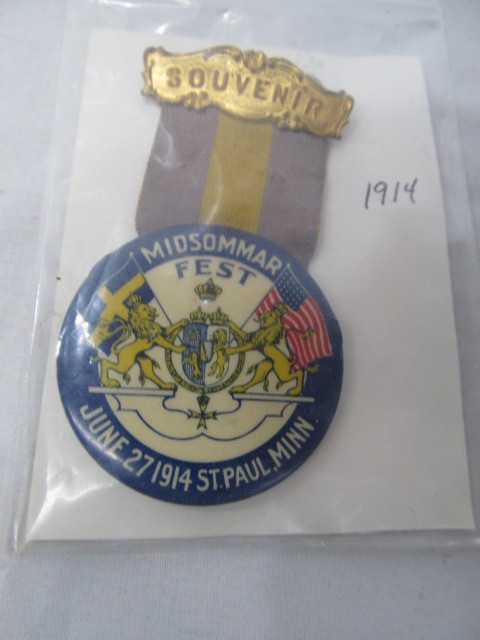 SOUVENIR
1914
MIDSOMMAR
FEST
JUNE 27 1914 ST. PAUL, MINN.